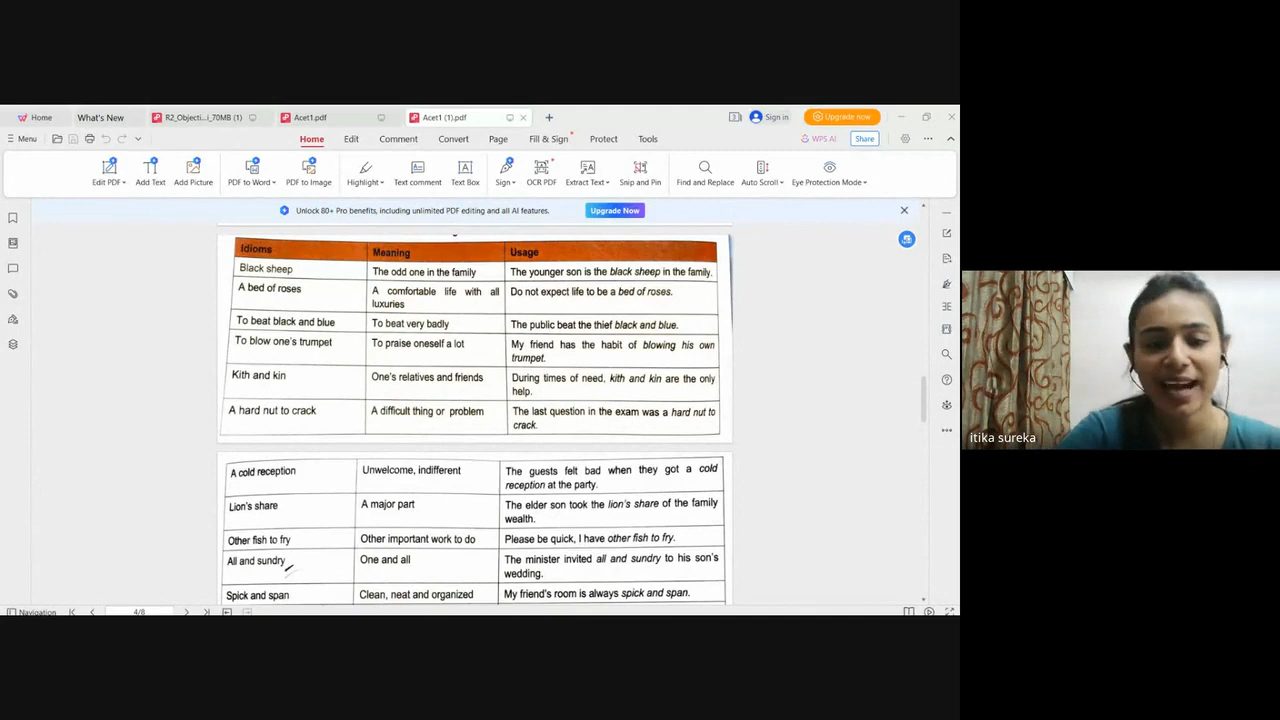 Home What's New R2_Objecti...i_70MB (1) Acet1.pdf Acet1 (1).pdf + Sign in Upgrade now
Menu Home Edit Comment Convert Page Fill & Sign Protect Tools WPS AI Share
Edit PDF Add Text Add Picture PDF to Word PDF to Image Highlight Text comment Text Box Sign OCR PDF Extract Text Snip and Pin Find and Replace Auto Scroll Eye Protection Mode
Unlock 80+ Pro benefits, including unlimited PDF editing and all AI features. Upgrade Now
Idioms Meaning Usage
Black sheep The odd one in the family The younger son is the black sheep in the family.
A bed of roses A comfortable life with all Do not expect life to be a bed of roses.
luxuries
To beat black and blue To beat very badly The public beat the thief black and blue.
To blow one's trumpet To praise oneself a lot My friend has the habit of blowing his own
trumpet.
Kith and kin One's relatives and friends During times of need, kith and kin are the only
help.
A hard nut to crack A difficult thing or problem The last question in the exam was a hard nut to
crack.
A cold reception Unwelcome, indifferent The guests felt bad when they got a cold
reception at the party.
Lion's share A major part The elder son took the lion's share of the family
wealth.
Other fish to fry Other important work to do Please be quick, I have other fish to fry.
All and sundry One and all The minister invited all and sundry to his son's
wedding.
Spick and span Clean, neat and organized My friend's room is always spick and span.
Navigation 4/8
itika sureka